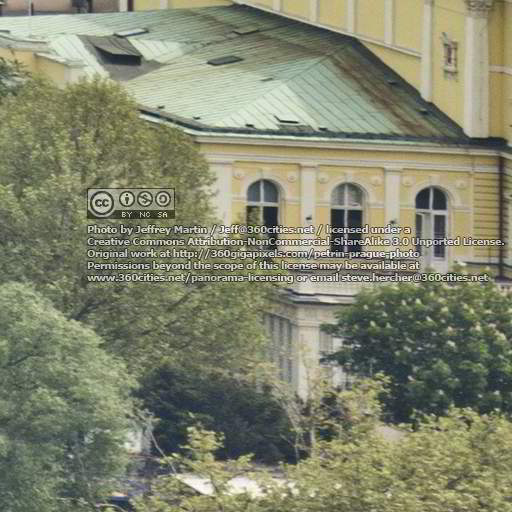 cc
BY NC SA
Photo by Jeffrey Martin / Jeff@360cities.net / licensed under a
Creative Commons Attribution-NonCommercial-ShareAlike 3.0 Unported License.
Original work at http://360gigapixels.com/petrin-prague-photo
Permissions beyond the scope of this license may be available at
www.360cities.net/panorama-licensing or email steve.hercher@360cities.net